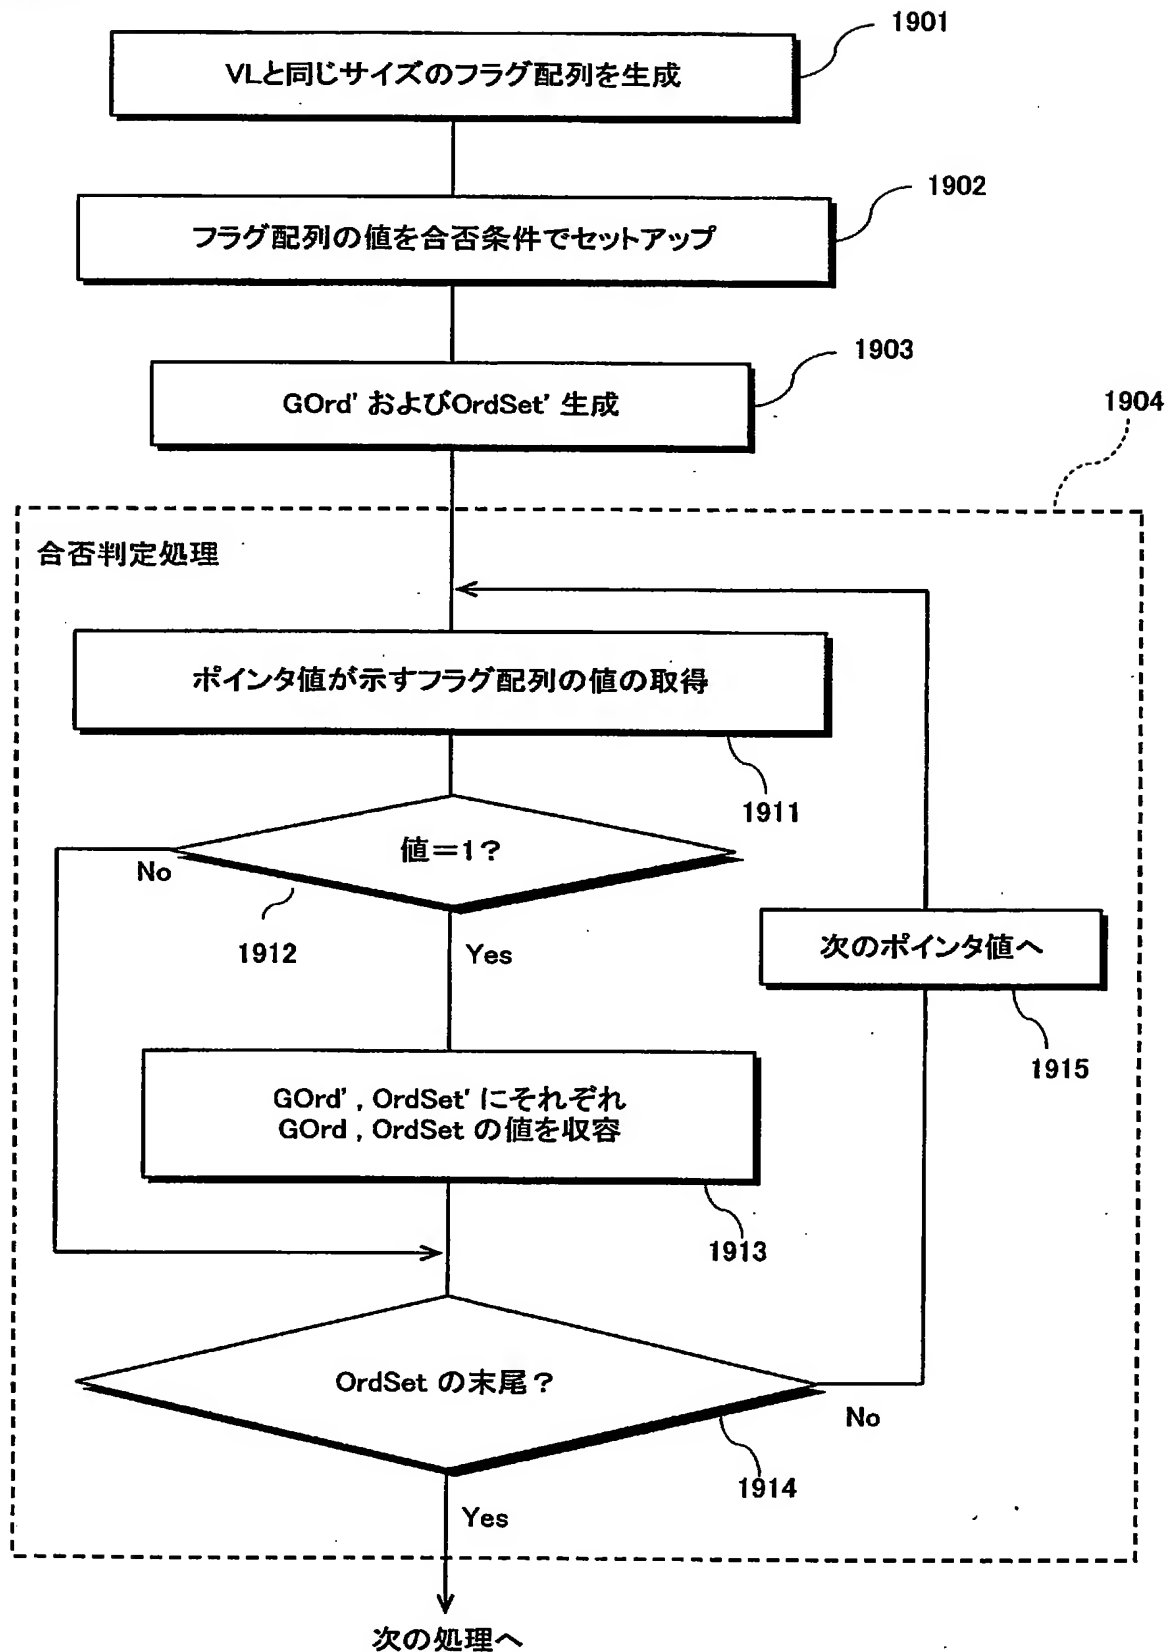 1901
VLと同じサイズのフラグ配列を生成
1902
フラグ配列の値を合否条件でセットアップ
1903
GOrd' およびOrdSet' 生成
1904
合否判定処理
ポインタ値が示すフラグ配列の値の取得
1911
値=1?
No
1912
Yes
次のポインタ値へ
1915
GOrd' , OrdSet' にそれぞれ
GOrd , OrdSet の値を収容
1913
OrdSet の末尾?
No
1914
Yes
次の処理へ